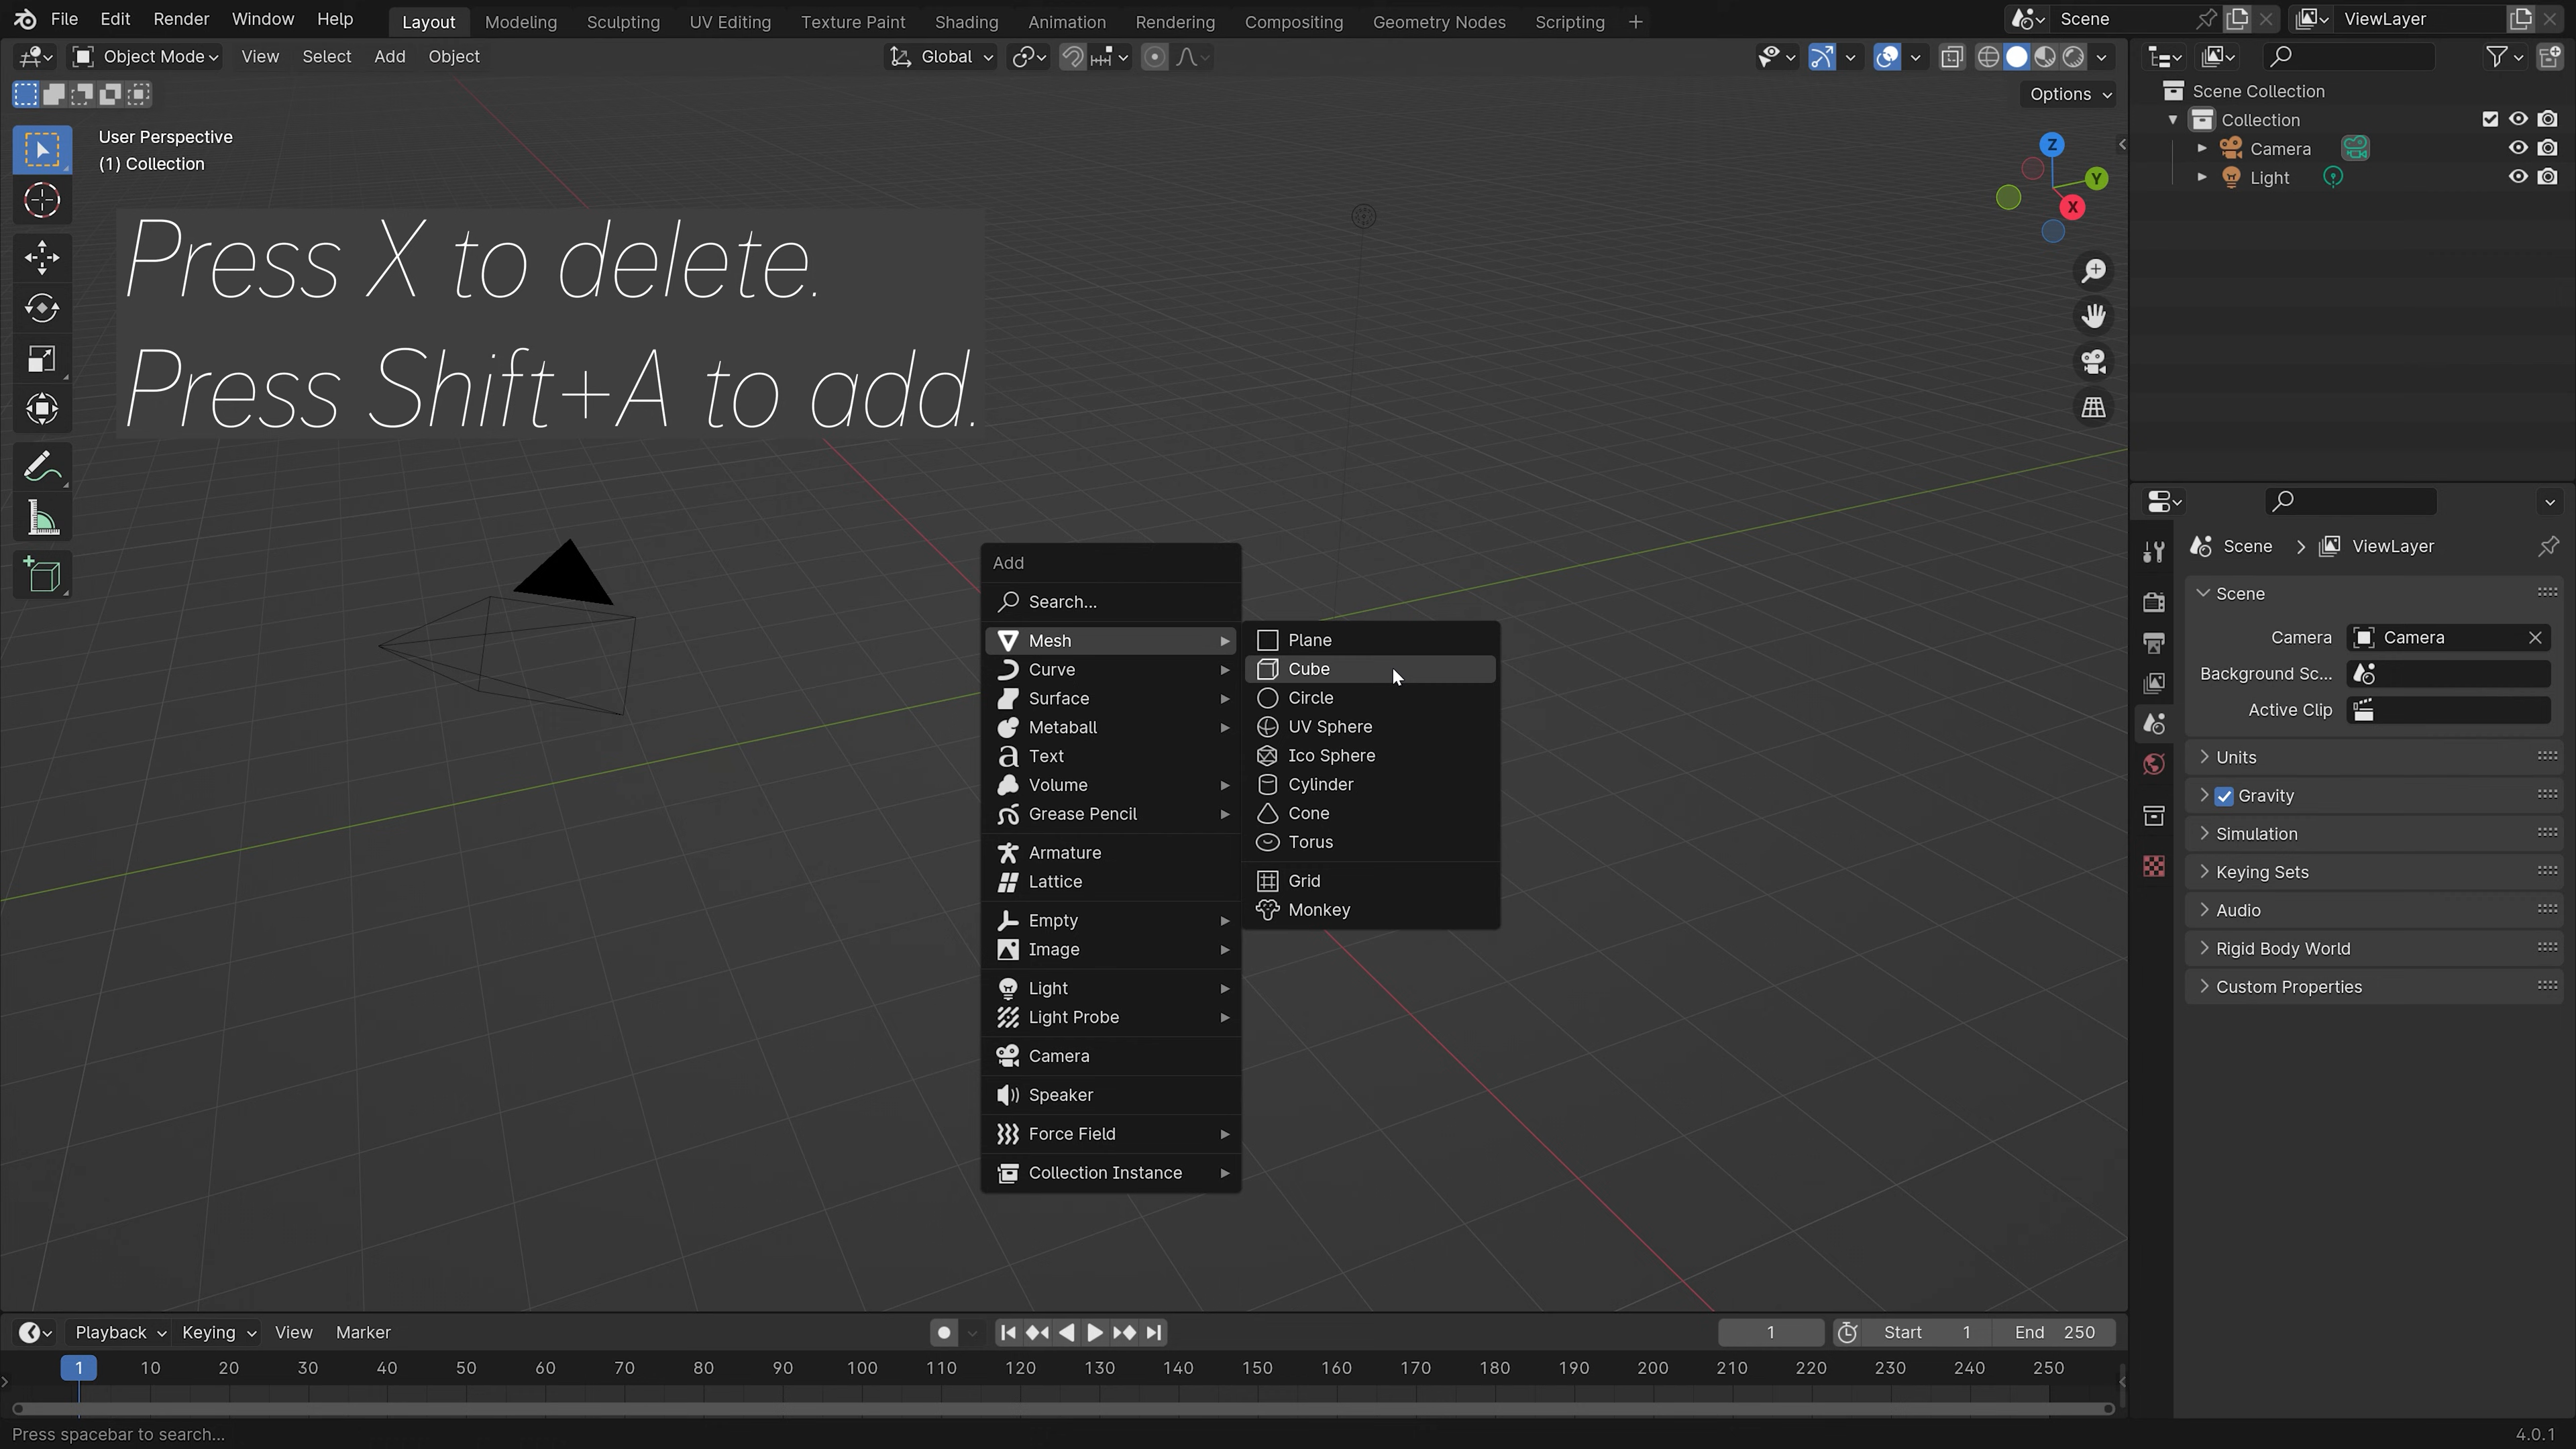 File Edit Render Window Help Layout Modeling Sculpting UV Editing Texture Paint Shading Animation Rendering Compositing Geometry Nodes Scripting + Scene ViewLayer
Object Mode View Select Add Object Global
Options
User Perspective
(1) Collection
Z
Y
X
Press X to delete.
Press Shift+A to add.
Scene Collection
Collection
Camera
Light
Add
Search...
Mesh
Curve
Surface
Metaball
Text
Volume
Grease Pencil
Armature
Lattice
Empty
Image
Light
Light Probe
Camera
Speaker
Force Field
Collection Instance
Plane
Cube
Circle
UV Sphere
Ico Sphere
Cylinder
Cone
Torus
Grid
Monkey
Scene ViewLayer
Scene
Camera Camera
Background Sc...
Active Clip
Units
Gravity
Simulation
Keying Sets
Audio
Rigid Body World
Custom Properties
Playback Keying View Marker 1 Start 1 End 250
1 10 20 30 40 50 60 70 80 90 100 110 120 130 140 150 160 170 180 190 200 210 220 230 240 250
Press spacebar to search... 4.0.1